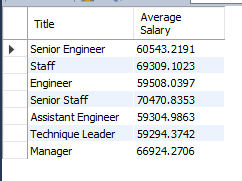 Title Average
Salary
Senior Engineer 60543.2191
Staff 69309.1023
Engineer 59508.0397
Senior Staff 70470.8353
Assistant Engineer 59304.9863
Technique Leader 59294.3742
Manager 66924.2706